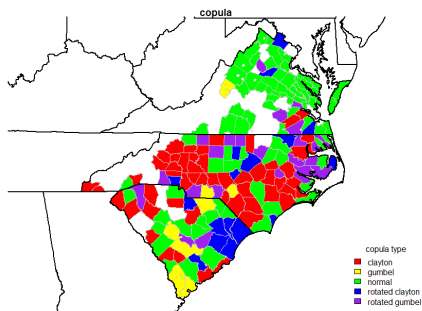 copula
copula type
clayton
gumbel
normal
rotated clayton
rotated gumbel